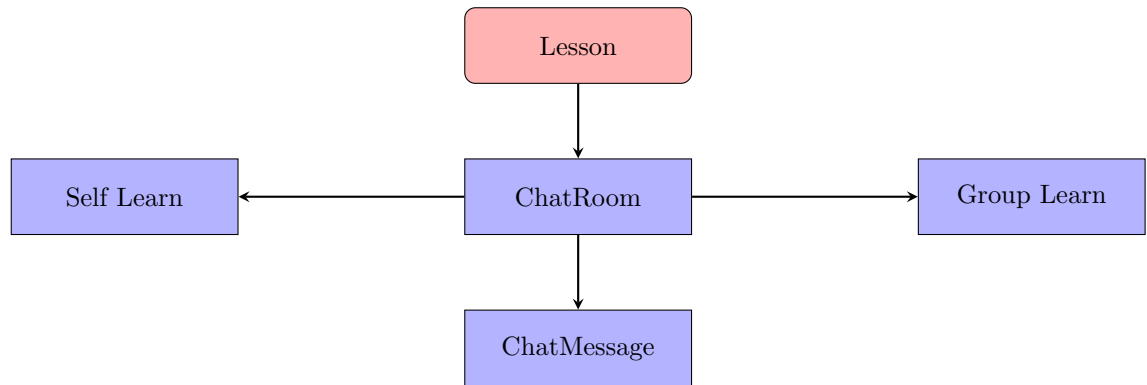 Lesson
Self Learn
ChatRoom
Group Learn
ChatMessage